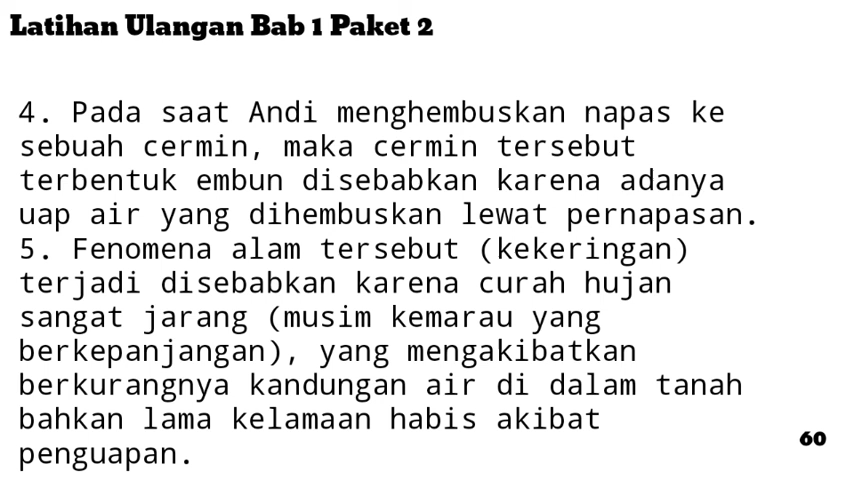 Latihan Ulangan Bab 1 Paket 2
4. Pada saat Andi menghembuskan napas ke
sebuah cermin, maka cermin tersebut
terbentuk embun disebabkan karena adanya
uap air yang dihembuskan lewat pernapasan.
5. Fenomena alam tersebut (kekeringan)
terjadi disebabkan karena curah hujan
sangat jarang (musim kemarau yang
berkepanjangan), yang mengakibatkan
berkurangnya kandungan air di dalam tanah
bahkan lama kelamaan habis akibat
penguapan.
60